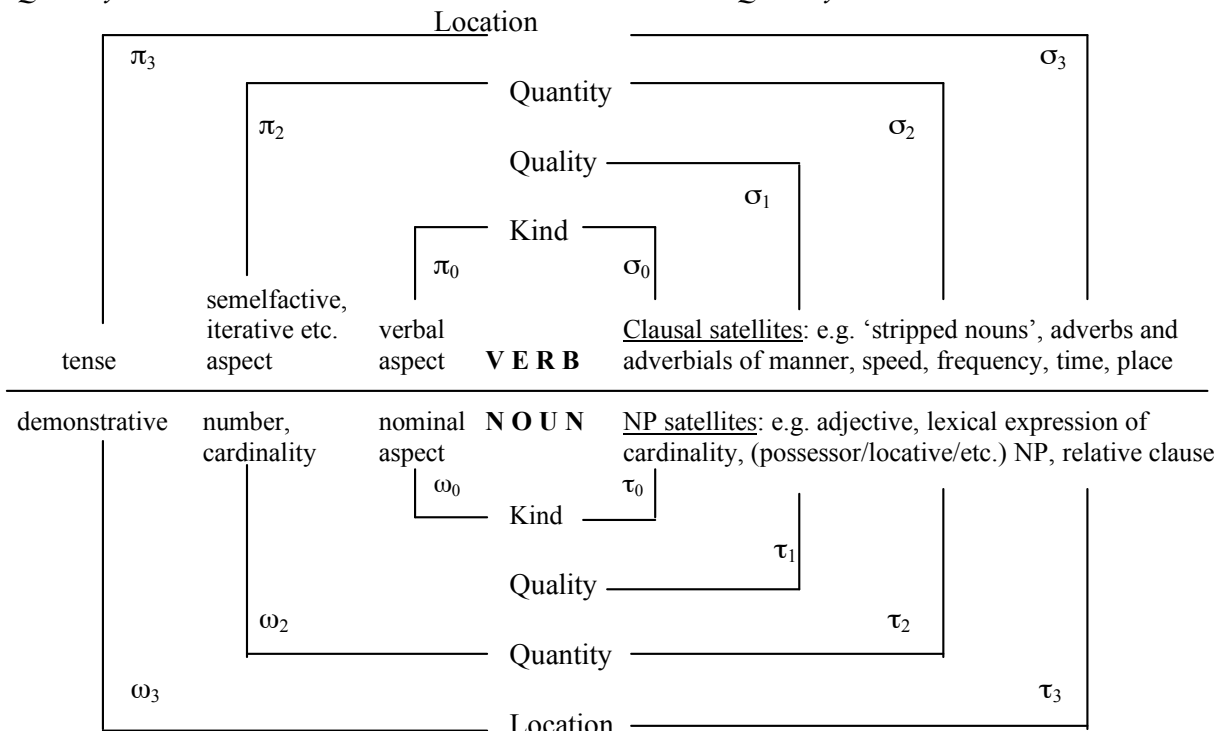 Location
π3 σ3
Quantity
π2 σ2
Quality
σ1
Kind
π0 σ0
semelfactive,
iterative etc. verbal Clausal satellites: e.g. ‘stripped nouns’, adverbs and
tense aspect aspect V E R B adverbials of manner, speed, frequency, time, place
demonstrative number, nominal N O U N NP satellites: e.g. adjective, lexical expression of
cardinality aspect cardinality, (possessor/locative/etc.) NP, relative clause
ω0 τ0
Kind
τ1
Quality
ω2 τ2
Quantity
ω3 τ3
Location